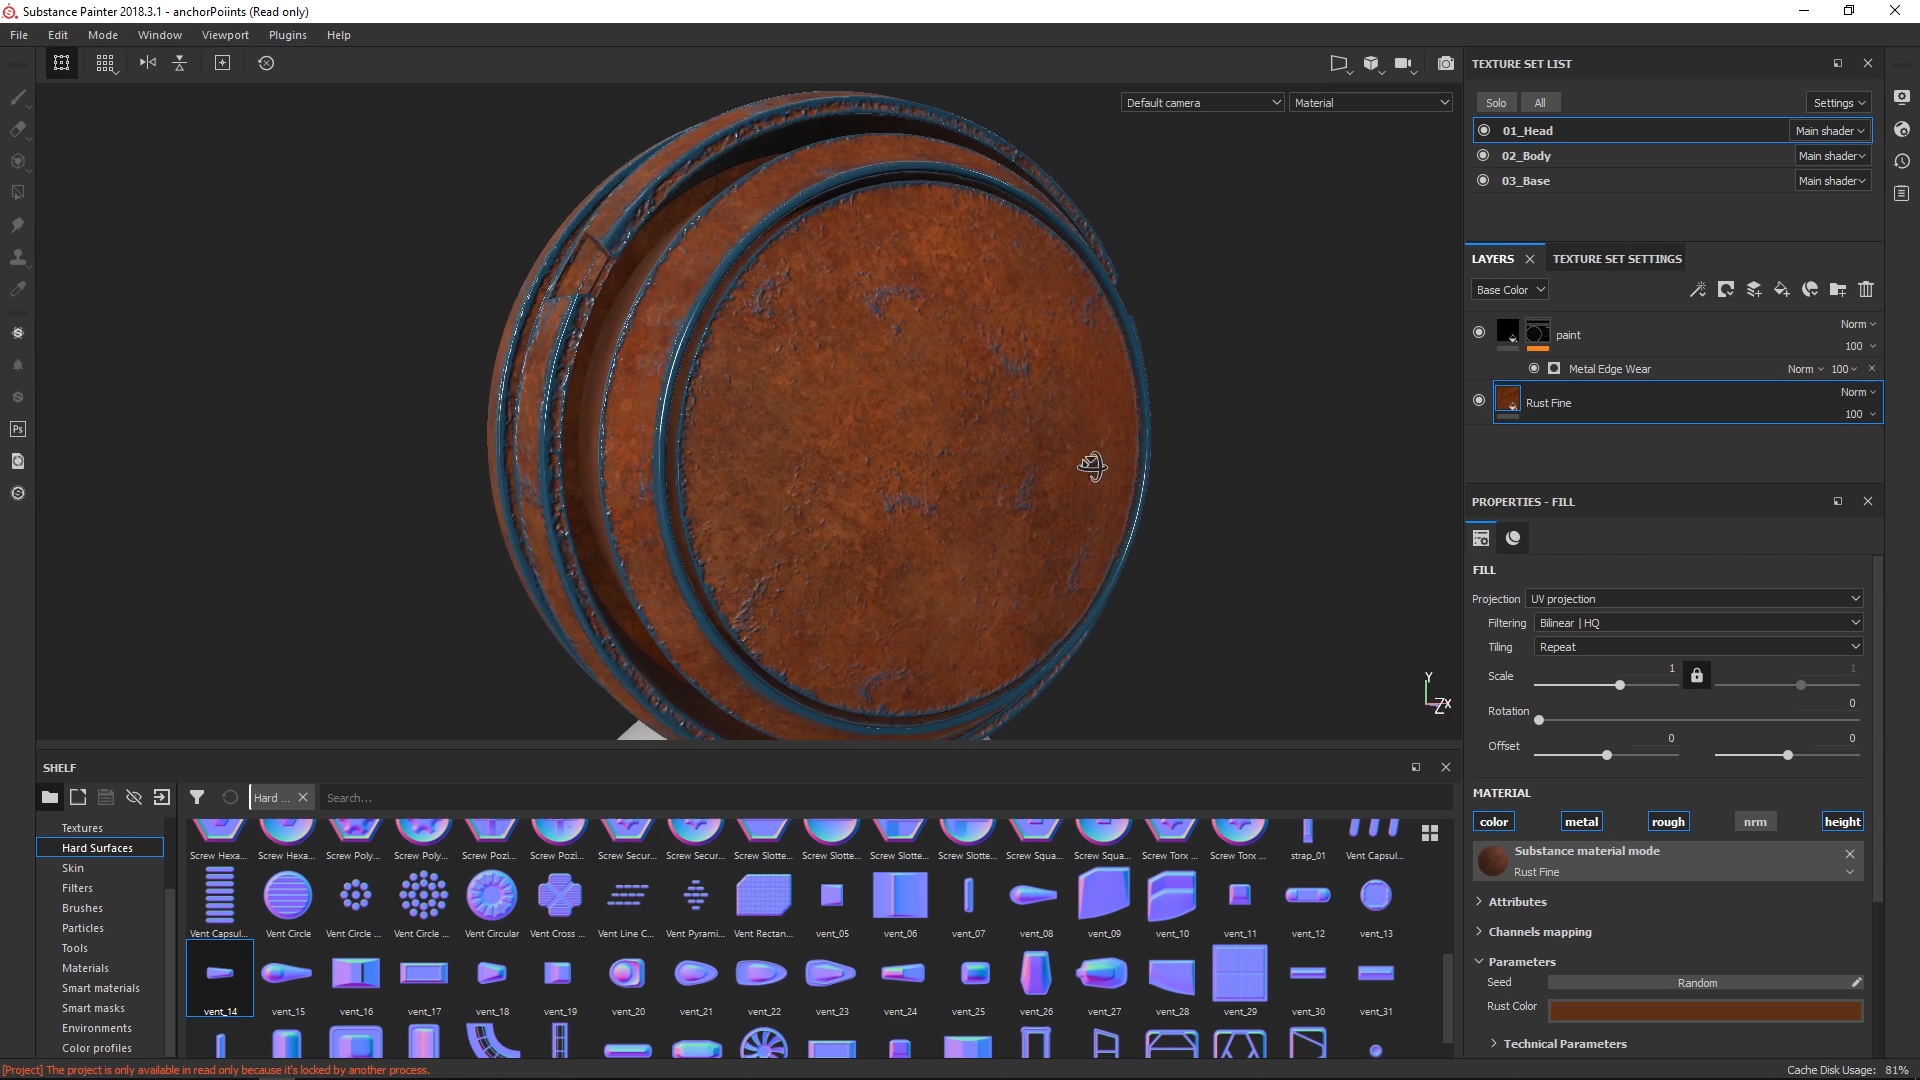 Substance Painter 2018.3.1 - anchorPoiints (Read only)
File Edit Mode Window Viewport Plugins Help
Default camera
Material
TEXTURE SET LIST
Solo All Settings
01_Head Main shader
02_Body Main shader
03_Base Main shader
LAYERS TEXTURE SET SETTINGS
Base Color
paint Norm
100
Metal Edge Wear Norm 100
Rust Fine Norm
100
PROPERTIES - FILL
FILL
Projection UV projection
Filtering Bilinear | HQ
Tiling Repeat
Scale 1 1
Rotation 0
Offset 0 0
MATERIAL
color metal rough nrm height
Substance material mode
Rust Fine
Attributes
Channels mapping
Parameters
Seed Random
Rust Color
Technical Parameters
Y
Z X
Ps
SHELF
Hard ... Search...
Textures
Hard Surfaces
Skin
Filters
Brushes
Particles
Tools
Materials
Smart materials
Smart masks
Environments
Color profiles
Screw Hexa... Screw Hexa... Screw Poly... Screw Poly... Screw Pozi... Screw Pozi... Screw Secur... Screw Secur... Screw Slotte... Screw Slotte... Screw Slotte... Screw Slotte... Screw Squa... Screw Squa... Screw Torx ... Screw Torx ... strap_01 Vent Capsul...
Vent Capsul... Vent Circle Vent Circle ... Vent Circle ... Vent Circular Vent Cross ... Vent Line C... Vent Pyrami... Vent Rectan... vent_05 vent_06 vent_07 vent_08 vent_09 vent_10 vent_11 vent_12 vent_13
vent_14 vent_15 vent_16 vent_17 vent_18 vent_19 vent_20 vent_21 vent_22 vent_23 vent_24 vent_25 vent_26 vent_27 vent_28 vent_29 vent_30 vent_31
[Project] The project is only available in read only because it's locked by another process.
Cache Disk Usage: 81%